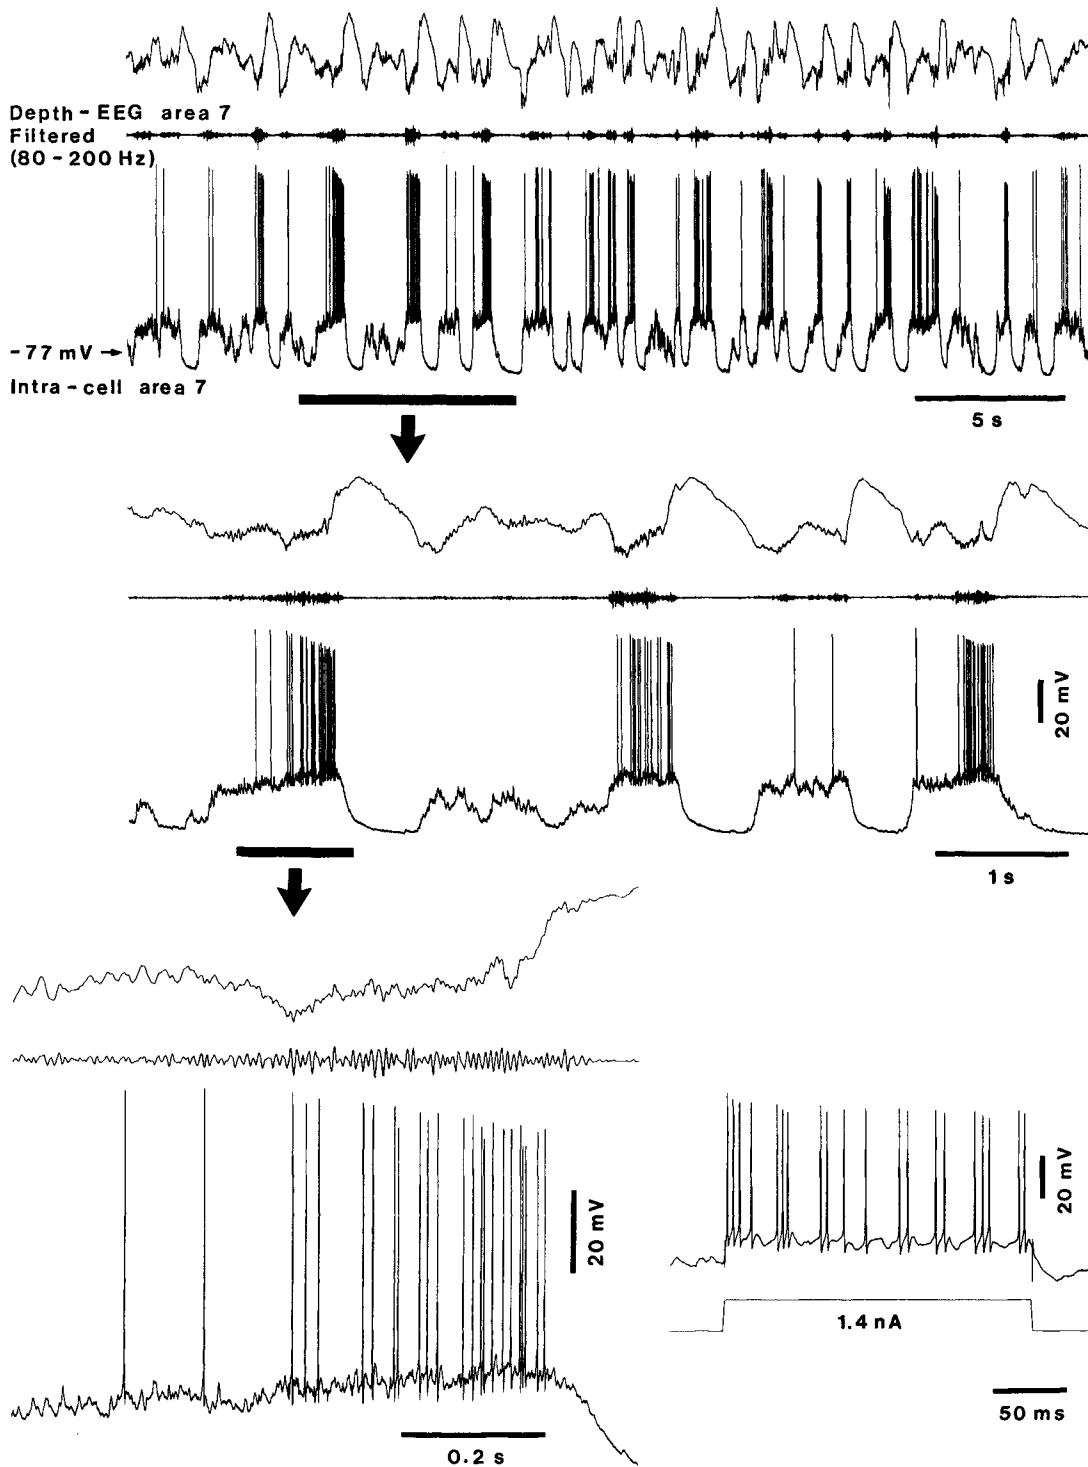 Depth-EEG area 7
Filtered
(80-200 Hz)
-77 mV →
Intra-cell area 7
5 s
20 mV
1 s
20 mV
20 mV
1.4 nA
50 ms
0.2 s